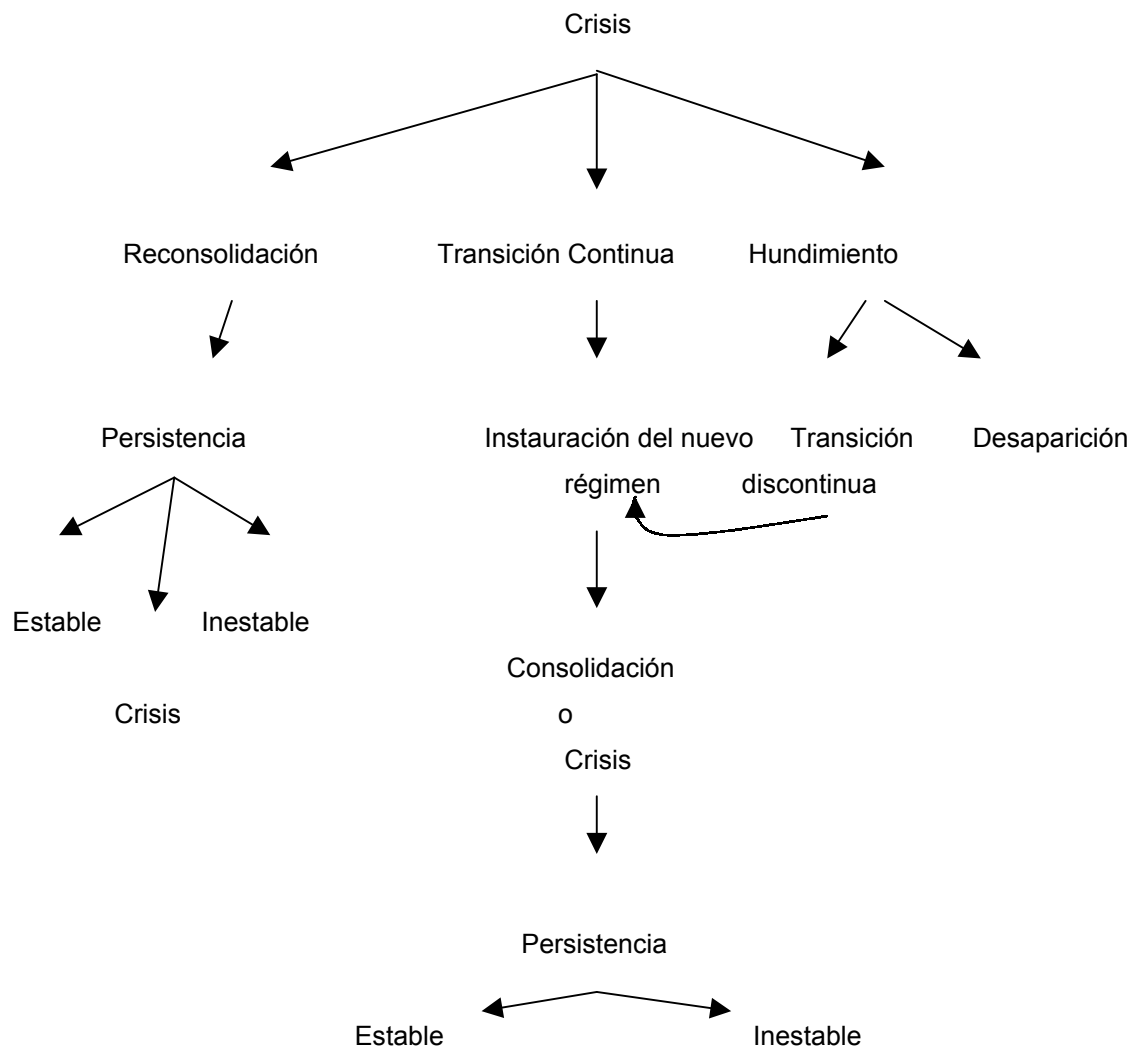 Crisis
Reconsolidación Transición Continua Hundimiento
Persistencia Instauración del nuevo Transición Desaparición
régimen discontinua
Estable Inestable
Consolidación
Crisis o
Crisis
Persistencia
Estable Inestable